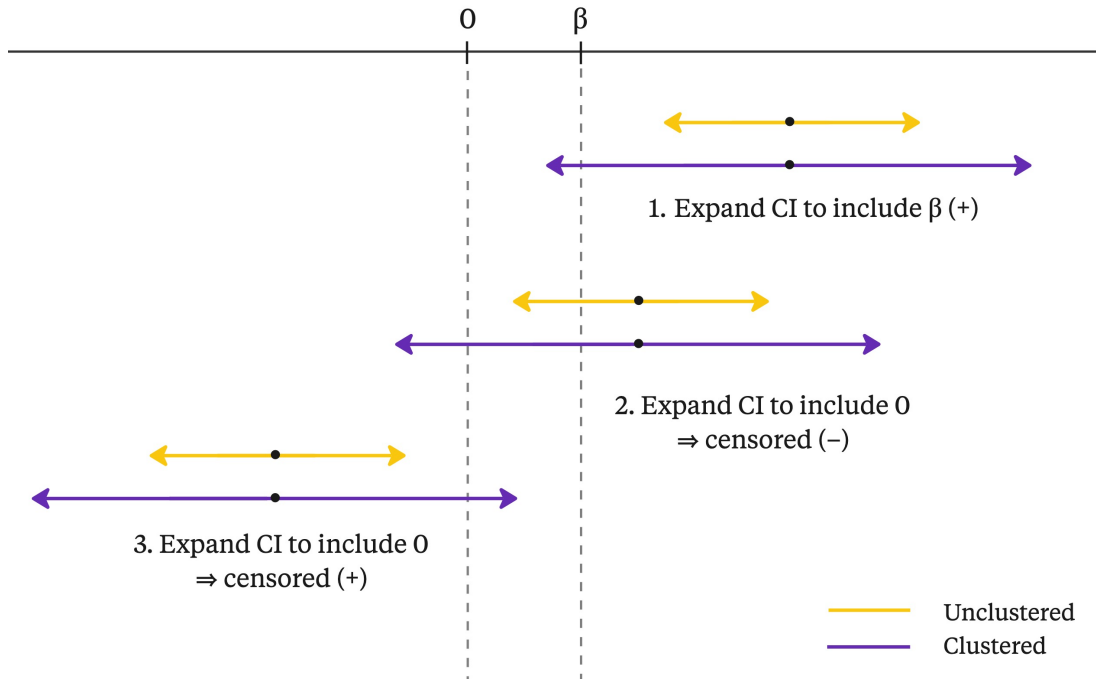 0
β
1. Expand CI to include β (+)
2. Expand CI to include 0
⇒ censored (–)
3. Expand CI to include 0
⇒ censored (+)
Unclustered
Clustered